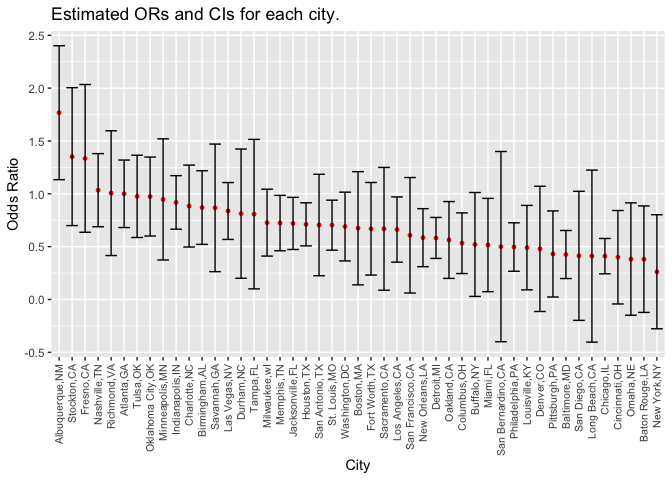 Estimated ORs and CIs for each city.
Odds Ratio
2.5
2.0
1.5
1.0
0.5
0.0
-0.5
Albuquerque,NM
Stockton,CA
Fresno,CA
Nashville,TN
Richmond,VA
Atlanta,GA
Tulsa,OK
Oklahoma City,OK
Minneapolis,MN
Indianapolis,IN
Charlotte,NC
Birmingham,AL
Savannah,GA
Las Vegas,NV
Durham,NC
Tampa,FL
Milwaukee,wI
Memphis,TN
Jacksonville,FL
Houston,TX
San Antonio,TX
St. Louis,MO
Washington,DC
Boston,MA
Fort Worth,TX
Sacramento,CA
Los Angeles,CA
San Francisco,CA
New Orleans,LA
Detroit,MI
Oakland,CA
Columbus,OH
Buffalo,NY
Miami,FL
San Bernardino,CA
Philadelphia,PA
Louisville,KY
Denver,CO
Pittsburgh,PA
Baltimore,MD
San Diego,CA
Long Beach,CA
Chicago,IL
Cincinnati,OH
Omaha,NE
Baton Rouge,LA
New York,NY
City